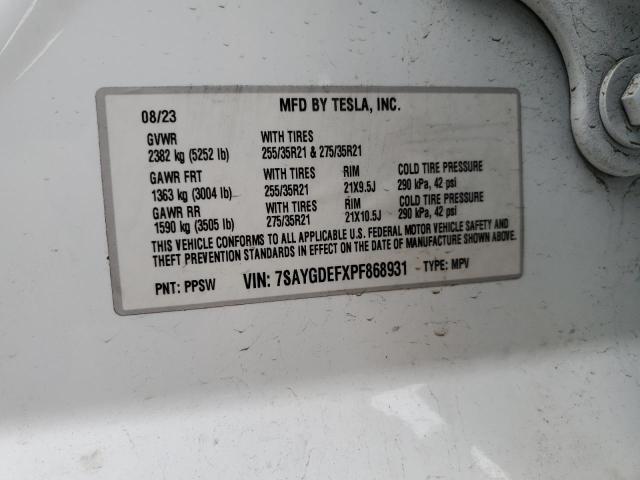 MFD BY TESLA, INC.
08/23
GVWR WITH TIRES
2382 kg (5252 lb) 255/35R21 & 275/35R21
GAWR FRT WITH TIRES RIM COLD TIRE PRESSURE
1363 kg (3004 lb) 255/35R21 21X9.5J 290 kPa, 42 psi
GAWR RR WITH TIRES RIM COLD TIRE PRESSURE
1590 kg (3505 lb) 275/35R21 21X10.5J 290 kPa, 42 psi
THIS VEHICLE CONFORMS TO ALL APPLICABLE U.S. FEDERAL MOTOR VEHICLE SAFETY AND
THEFT PREVENTION STANDARDS IN EFFECT ON THE DATE OF MANUFACTURE SHOWN ABOVE.
PNT: PPSW VIN: 7SAYGDEFXPF868931 TYPE: MPV